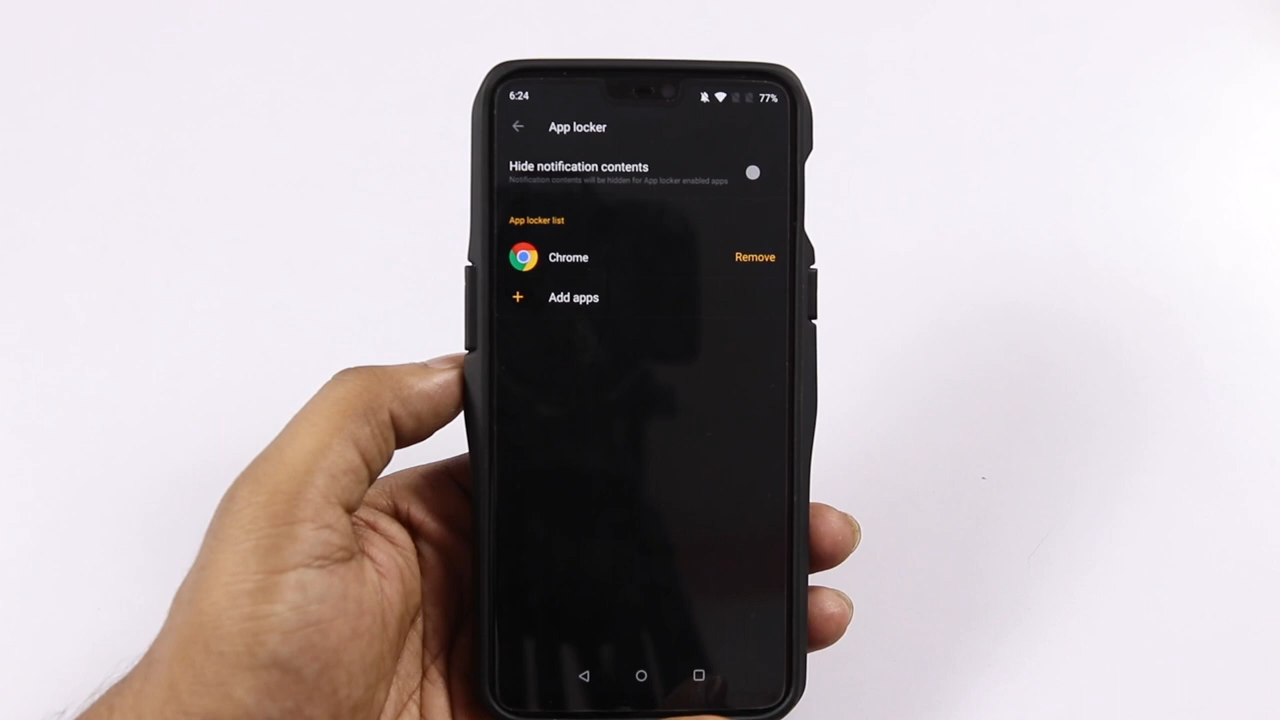 6:24 77%
App locker
Hide notification contents
Notification contents will be hidden for App locker enabled apps
App locker list
Chrome Remove
+ Add apps